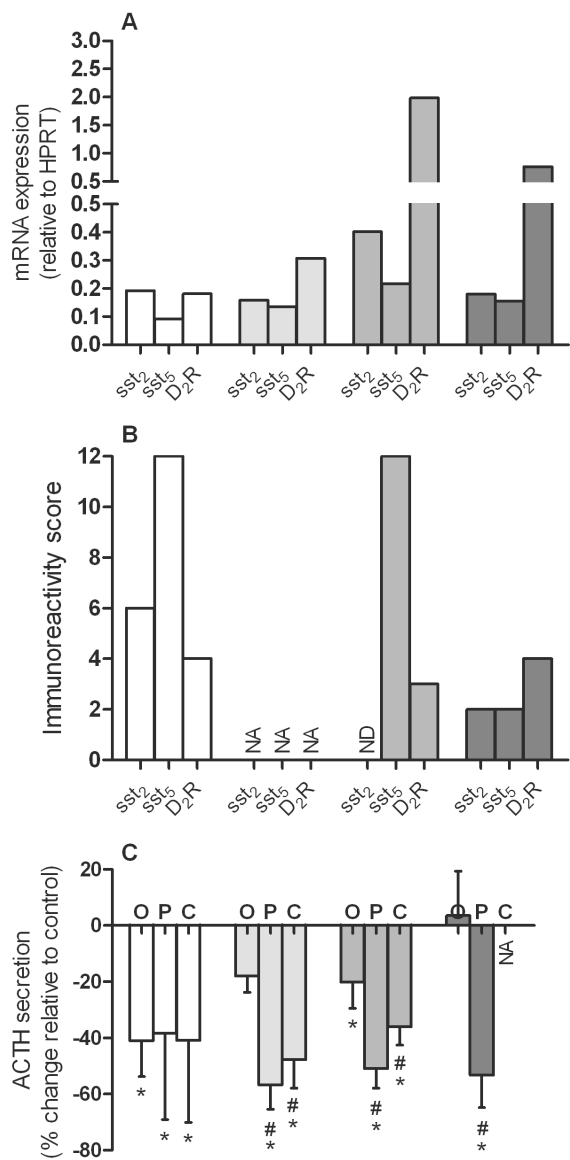 A
mRNA expression
(relative to HPRT)
3.0
2.5
2.0
1.5
1.0
0.5
0.5
0.4
0.3
0.2
0.1
0.0
sst₂ sst₅ D₂R sst₂ sst₅ D₂R sst₂ sst₅ D₂R sst₂ sst₅ D₂R
B
Immunoreactivity score
12
10
8
6
4
2
0
NA NA NA ND
sst₂ sst₅ D₂R sst₂ sst₅ D₂R sst₂ sst₅ D₂R sst₂ sst₅ D₂R
C
ACTH secretion
(% change relative to control)
20
0
-20
-40
-60
-80
O P C O P C O P C O P C
NA
* * * # * # * * # * # * # *